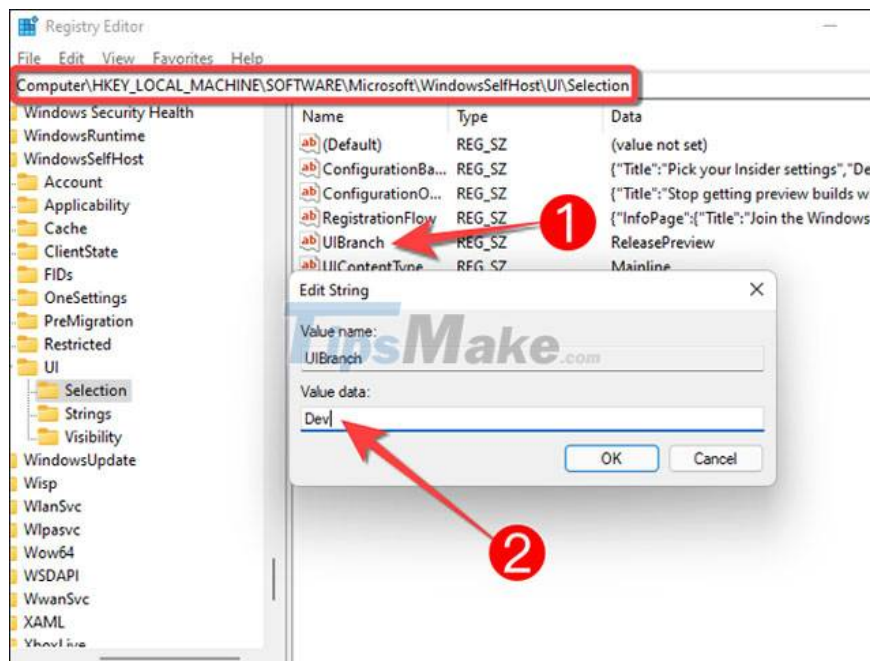 Registry Editor
File Edit View Favorites Help
Computer\HKEY_LOCAL_MACHINE\SOFTWARE\Microsoft\WindowsSelfHost\UI\Selection
Windows Security Health
WindowsRuntime
WindowsSelfHost
Account
Applicability
Cache
ClientState
FIDs
OneSettings
PreMigration
Restricted
UI
Selection
Strings
Visibility
WindowsUpdate
Wisp
WlanSvc
Wlpasvc
Wow64
WSDAPI
WwanSvc
XAML
XboxLive
Name Type Data
(Default) REG_SZ (value not set)
ConfigurationBa... REG_SZ {"Title":"Pick your Insider settings","De
ConfigurationO... REG_SZ {"Title":"Stop getting preview builds w
RegistrationFlow REG_SZ {"InfoPage":{"Title":"Join the Windows
UIBranch REG_SZ ReleasePreview
UIContentType REG_SZ Mainline
1
Edit String
Value name:
UIBranch
TipsMake.com
Value data:
Dev
OK Cancel
2